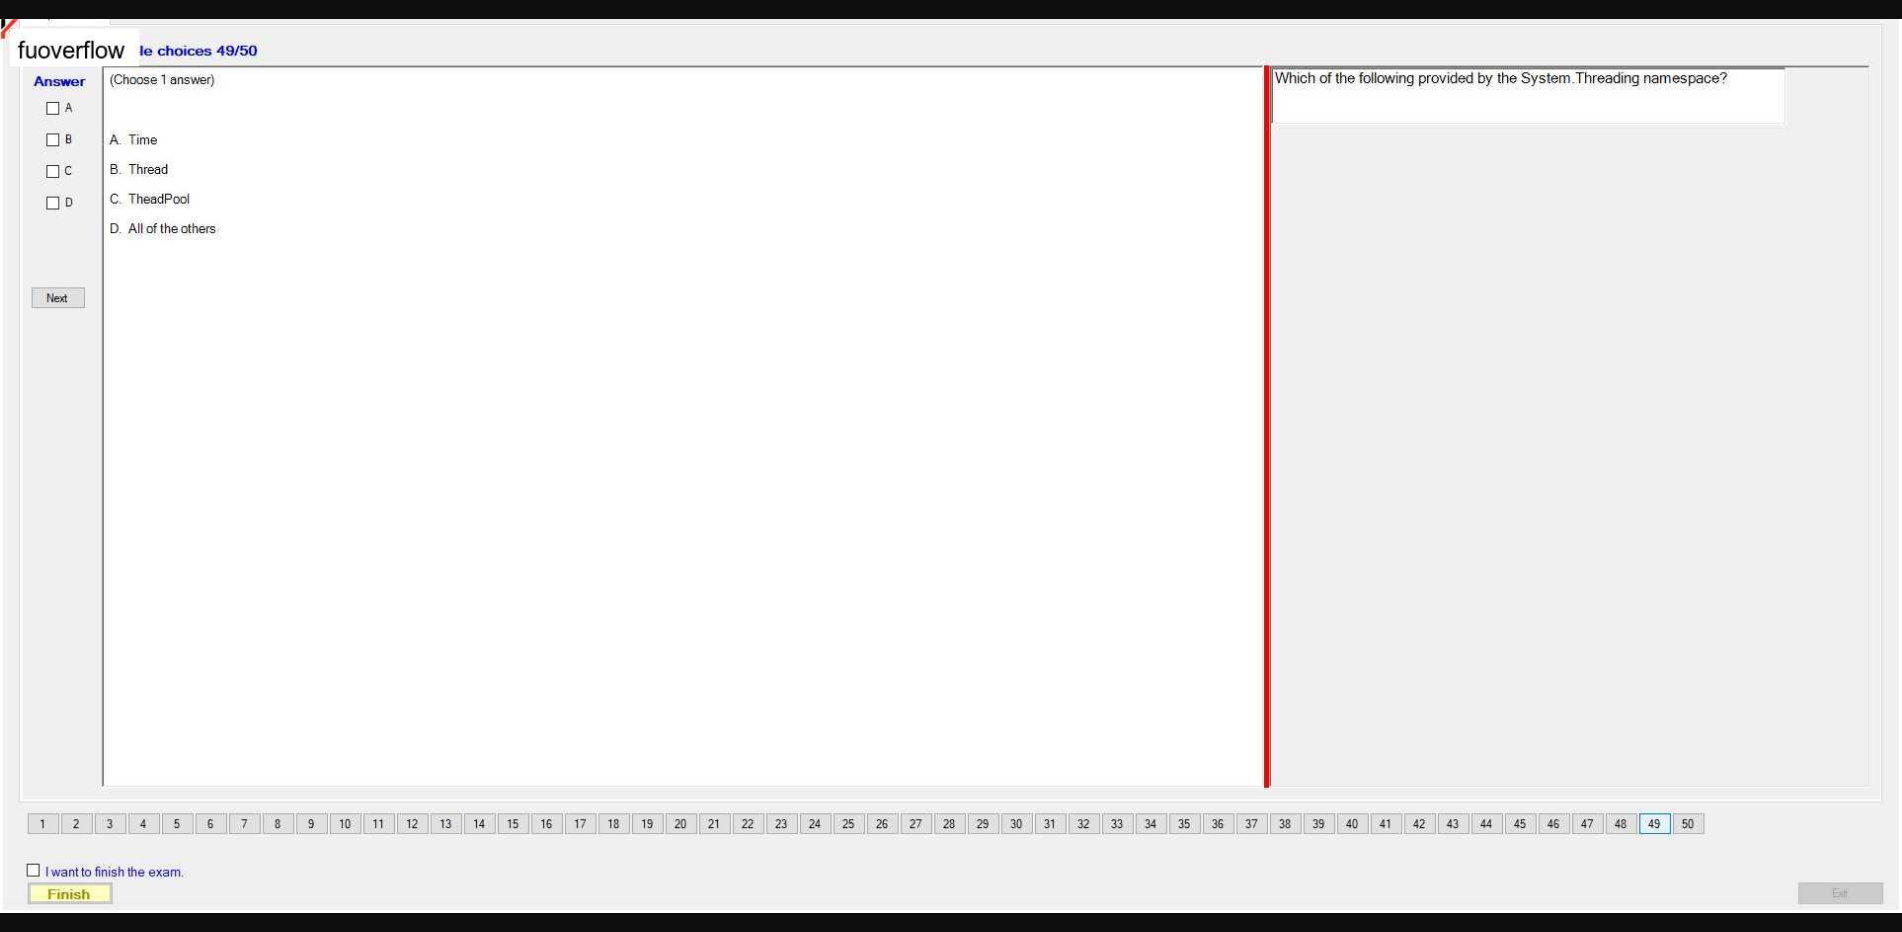 fuoverflow le choices 49/50
Answer
(Choose 1 answer)
Which of the following provided by the System.Threading namespace?
A
B
C
D
A. Time
B. Thread
C. TheadPool
D. All of the others
Next
1 2 3 4 5 6 7 8 9 10 11 12 13 14 15 16 17 18 19 20 21 22 23 24 25 26 27 28 29 30 31 32 33 34 35 36 37 38 39 40 41 42 43 44 45 46 47 48 49 50
I want to finish the exam.
Finish
Exit